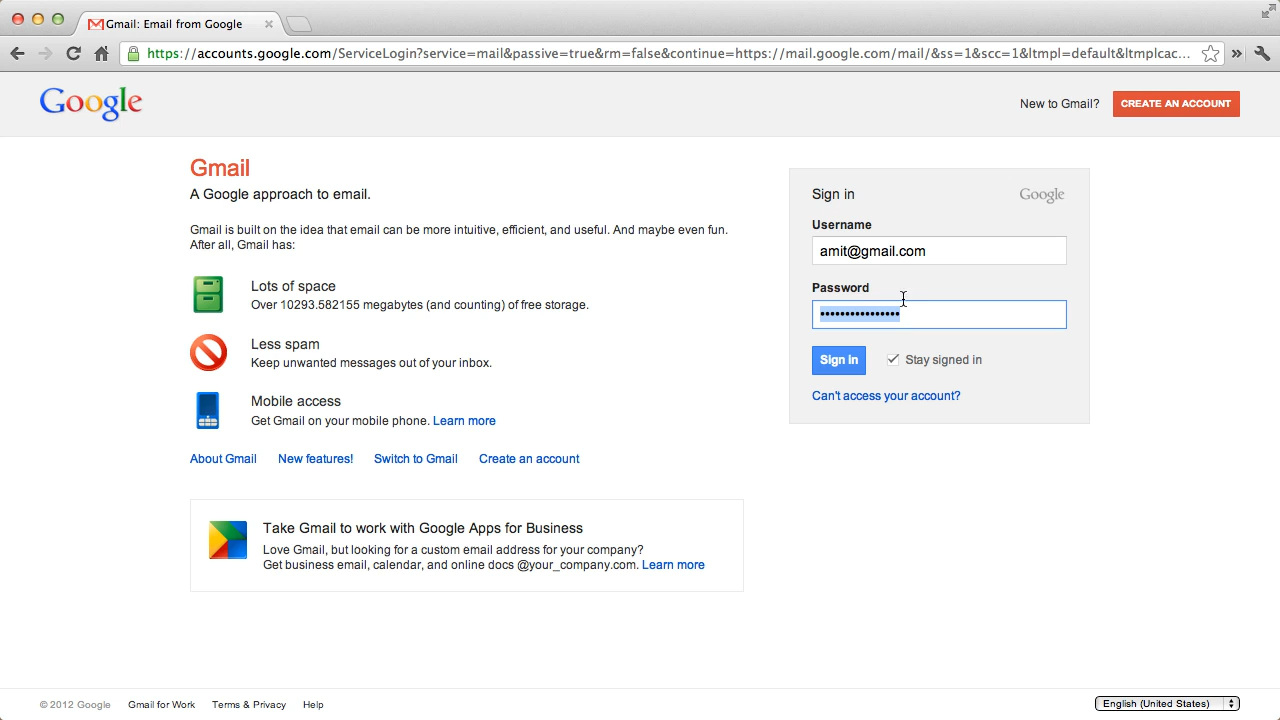 Gmail: Email from Google
https://accounts.google.com/ServiceLogin?service=mail&passive=true&rm=false&continue=https://mail.google.com/mail/&ss=1&scc=1&ltmpl=default&ltmplcac...
Google
New to Gmail? CREATE AN ACCOUNT
Gmail
A Google approach to email.
Gmail is built on the idea that email can be more intuitive, efficient, and useful. And maybe even fun.
After all, Gmail has:
Lots of space
Over 10293.582155 megabytes (and counting) of free storage.
Less spam
Keep unwanted messages out of your inbox.
Mobile access
Get Gmail on your mobile phone. Learn more
About Gmail New features! Switch to Gmail Create an account
Take Gmail to work with Google Apps for Business
Love Gmail, but looking for a custom email address for your company?
Get business email, calendar, and online docs @your_company.com. Learn more
Sign in Google
Username
amit@gmail.com
Password
••••••••••••••••
Sign in Stay signed in
Can't access your account?
© 2012 Google Gmail for Work Terms & Privacy Help
English (United States)